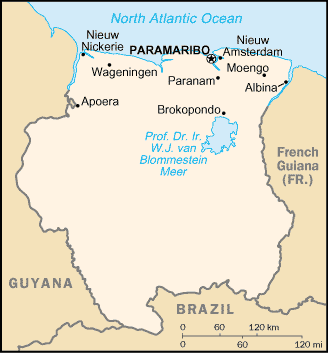 North Atlantic Ocean
Nieuw
Nickerie
PARAMARIBO
Nieuw
Amsterdam
Wageningen
Moengo
Paranam
Albina
Apoera
Brokopondo
Prof. Dr. Ir.
W.J. van
Blommestein
Meer
French
Guiana
(FR.)
GUYANA
BRAZIL
0 60 120 km
0 60 120 mi